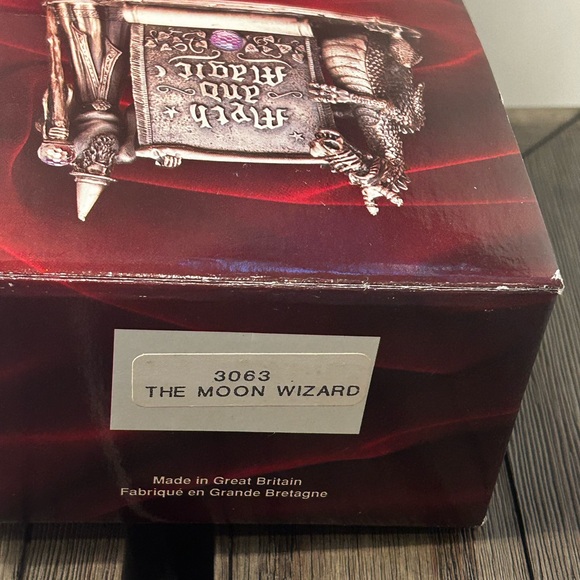 Myth
and
Magic
3063
THE MOON WIZARD
Made in Great Britain
Fabriqué en Grande Bretagne